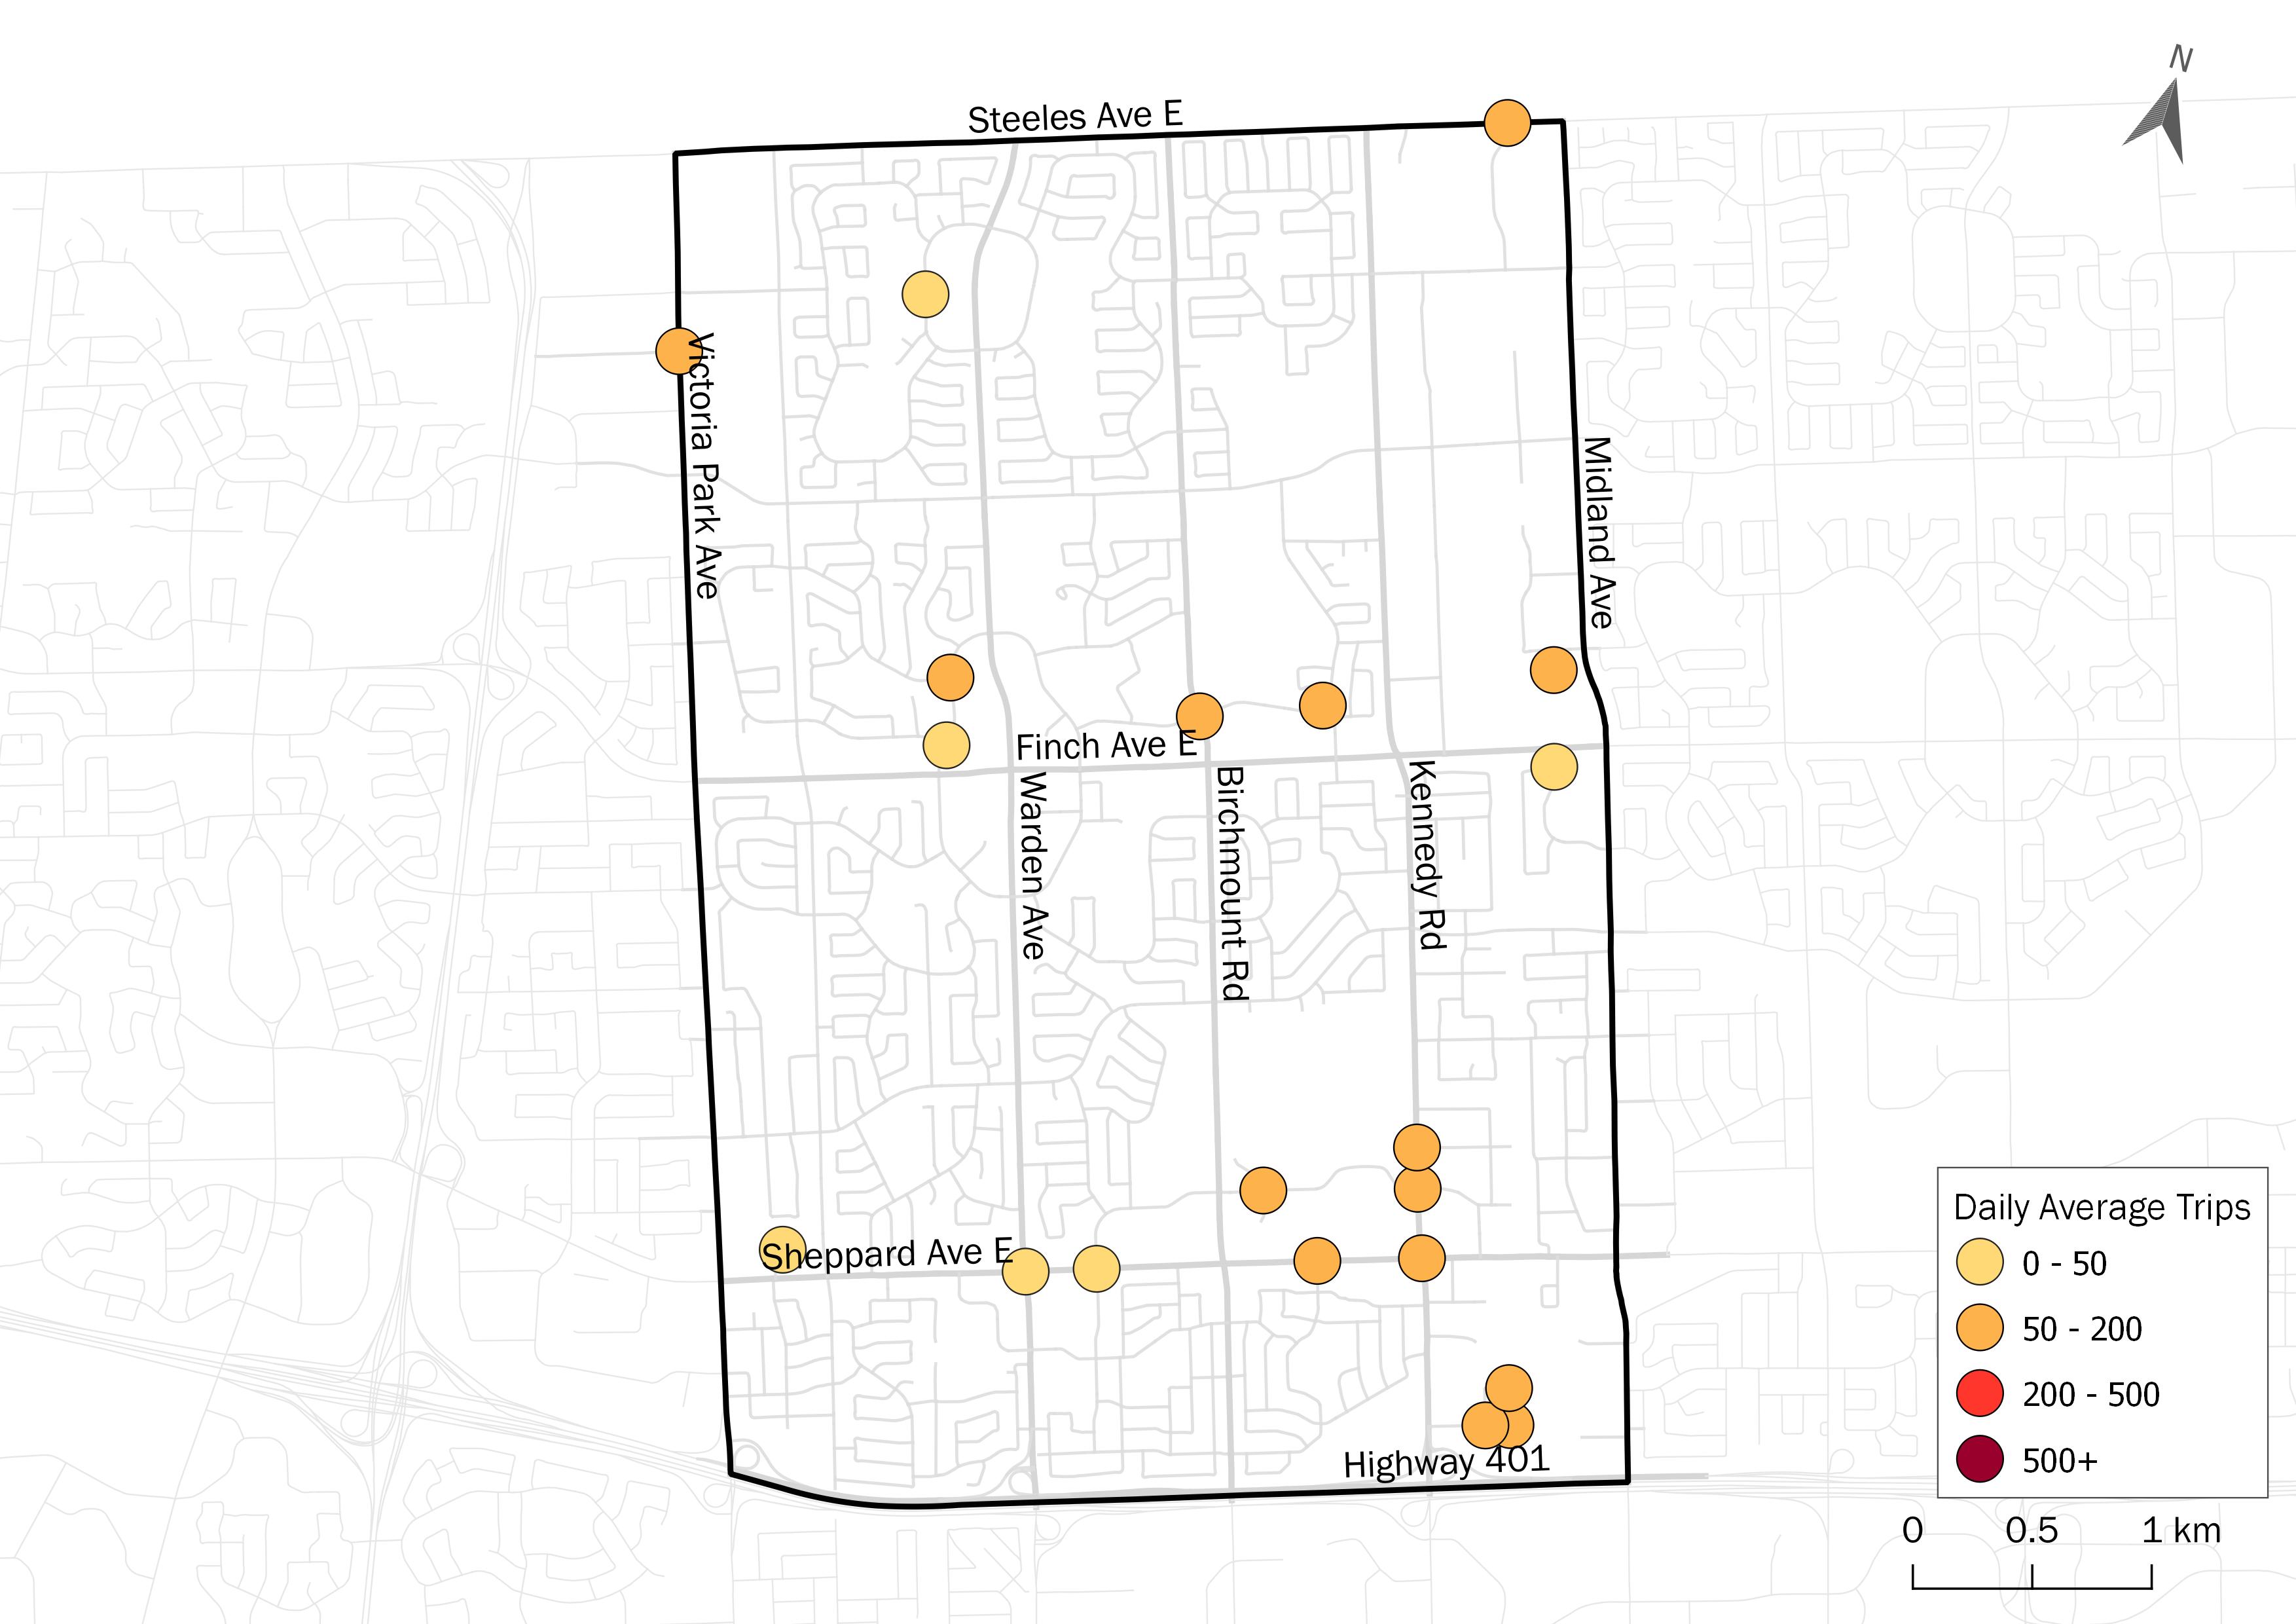 N
Steeles Ave E
Victoria Park Ave
Midland Ave
Finch Ave E
Warden Ave
Birchmount Rd
Kennedy Rd
Sheppard Ave E
Highway 401
Daily Average Trips
0 - 50
50 - 200
200 - 500
500+
0 0.5 1 km